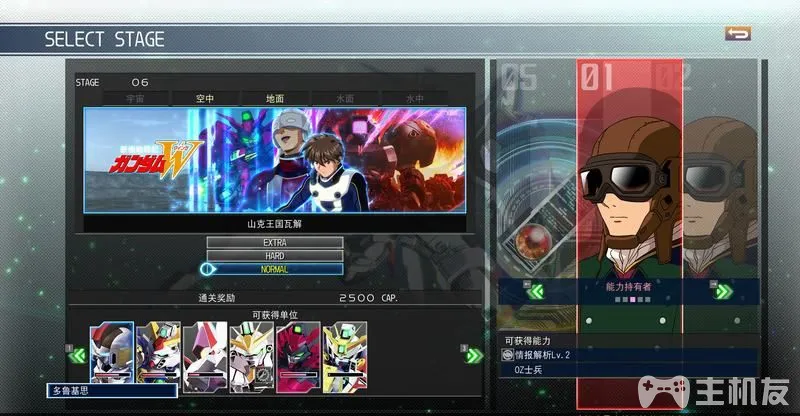 SELECT STAGE
STAGE 06
宇宙 空中 地面 水面 水中
ガンダムW
山克王国瓦解
EXTRA
HARD
NORMAL
通关奖励 2500 CAP.
可获得单位
多鲁基思
05 01 02
能力持有者
可获得能力
情报解析Lv.2
OZ士兵
主机友